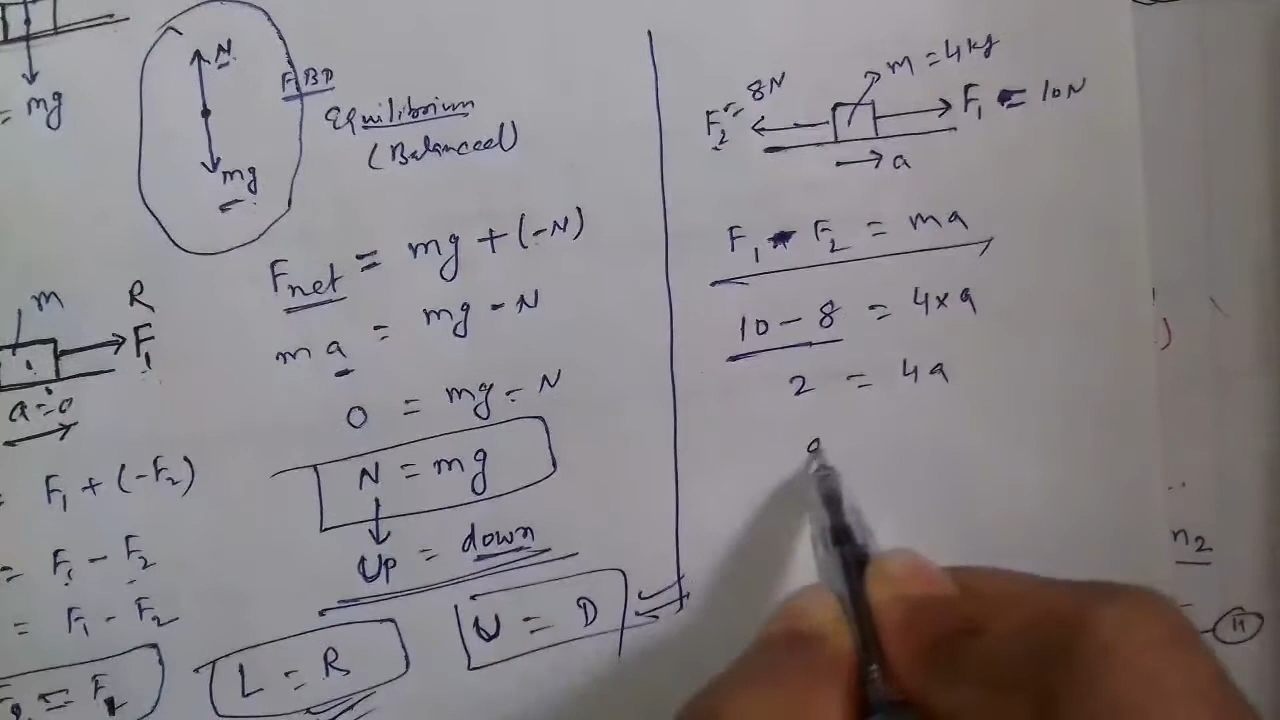 = mg
N
FBD
mg
Equilibrium
(Balanced)
Fnet = mg + (-N)
ma = mg - N
0 = mg - N
N = mg
Up = down
U = D
L = R
m
R
F₁
a=0
F₁ + (-F₂)
= F₁ - F₂
= F₁ - F₂
F₂ = 8N
m = 4kg
F₁ = 10N
a
F₁ - F₂ = ma
10 - 8 = 4×a
2 = 4a
n₂
11